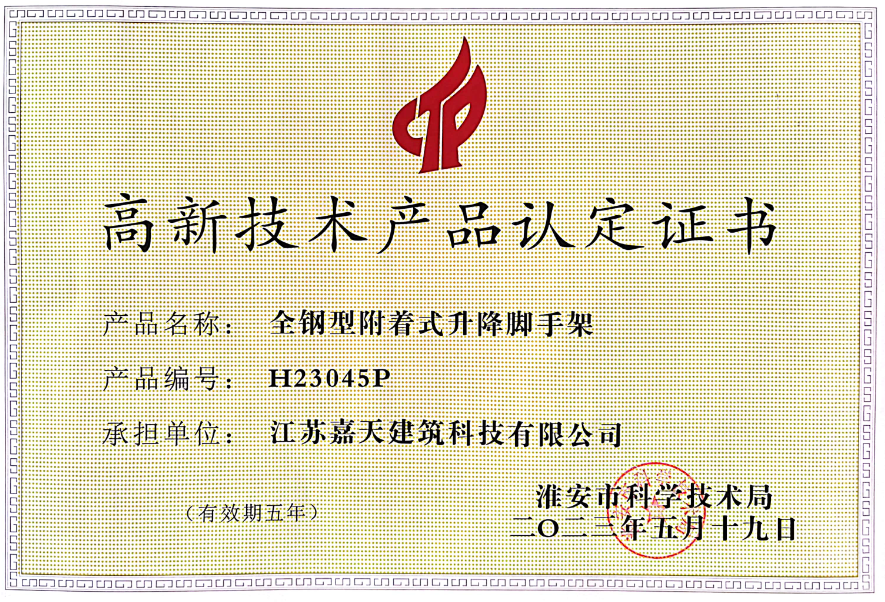 高新技术产品认定证书
产品名称： 全钢型附着式升降脚手架
产品编号： H23045P
承担单位： 江苏嘉天建筑科技有限公司
（有效期五年）
淮安市科学技术局
二〇二三年五月十九日